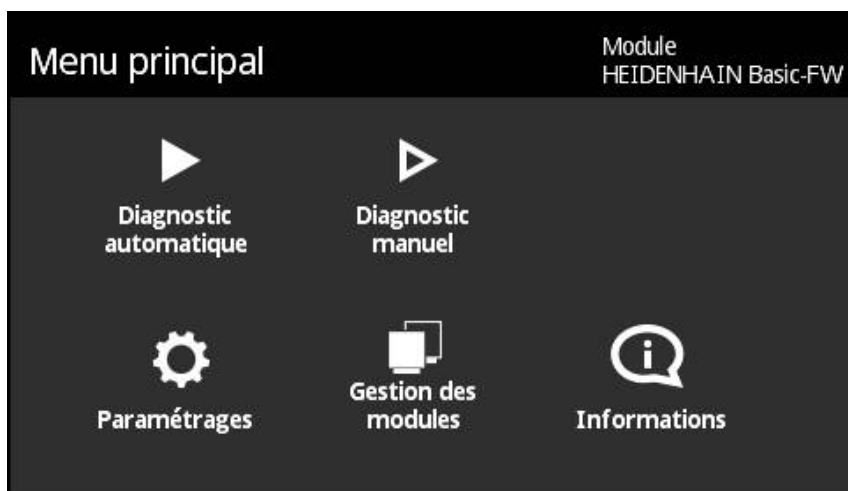 Menu principal
Module
HEIDENHAIN Basic-FW
Diagnostic
automatique
Diagnostic
manuel
Paramétrages
Gestion des
modules
Informations